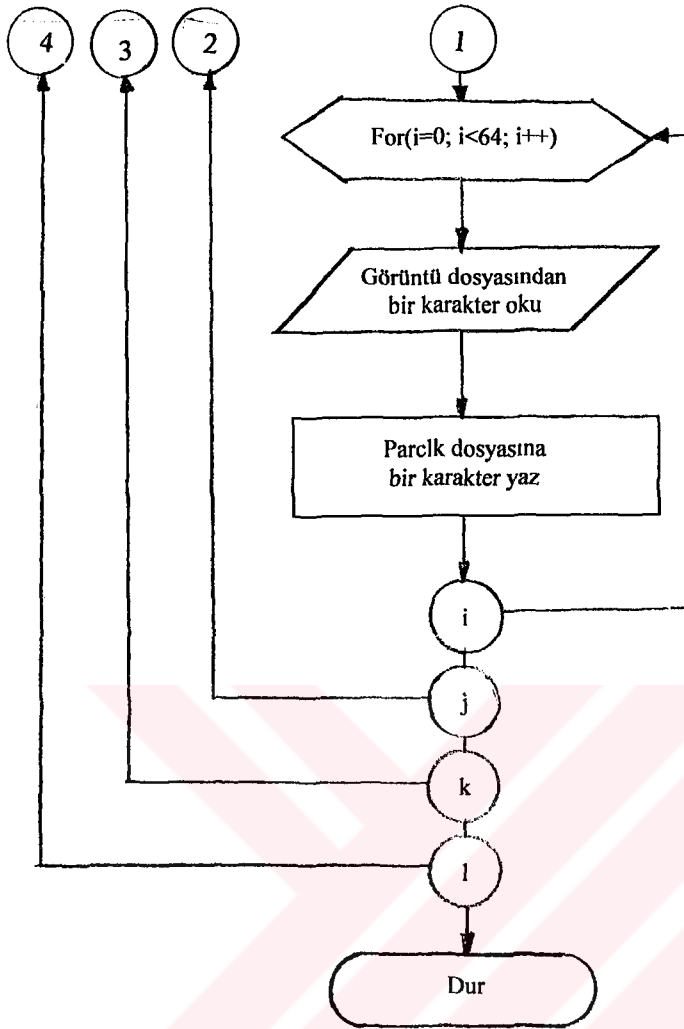 4
3
2
1
For(i=0; i<64; i++)
Görüntü dosyasından
bir karakter oku
Parclk dosyasına
bir karakter yaz
i
j
k
l
Dur